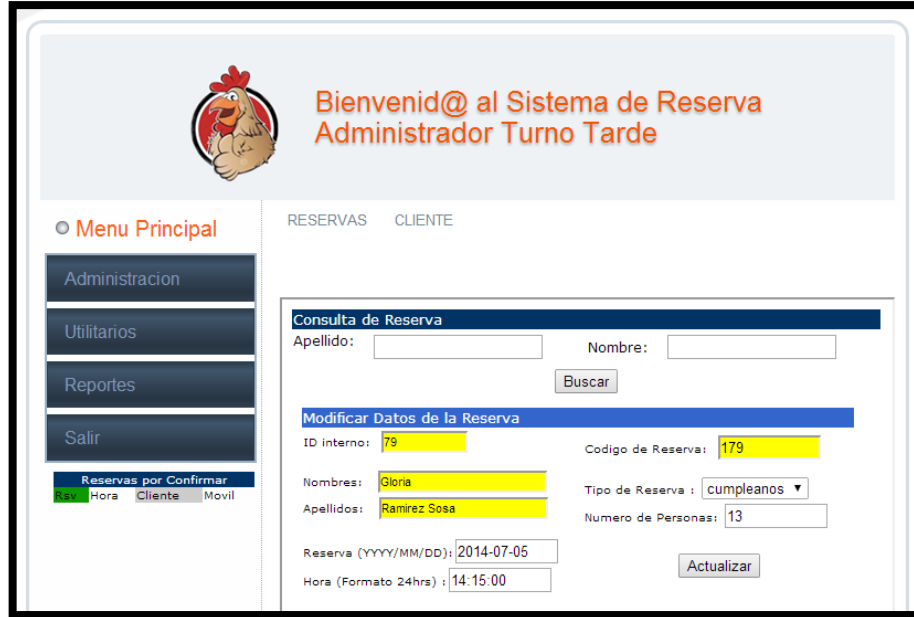 Bienvenid@ al Sistema de Reserva
Administrador Turno Tarde
Menu Principal
Administracion
Utilitarios
Reportes
Salir
Reservas por Confirmar
Rsv Hora Cliente Movil
RESERVAS CLIENTE
Consulta de Reserva
Apellido: Nombre:
Buscar
Modificar Datos de la Reserva
ID interno: 79 Codigo de Reserva: 179
Nombres: Gloria Tipo de Reserva : cumpleanos
Apellidos: Ramirez Sosa Numero de Personas: 13
Reserva (YYYY/MM/DD): 2014-07-05
Hora (Formato 24hrs) : 14:15:00
Actualizar